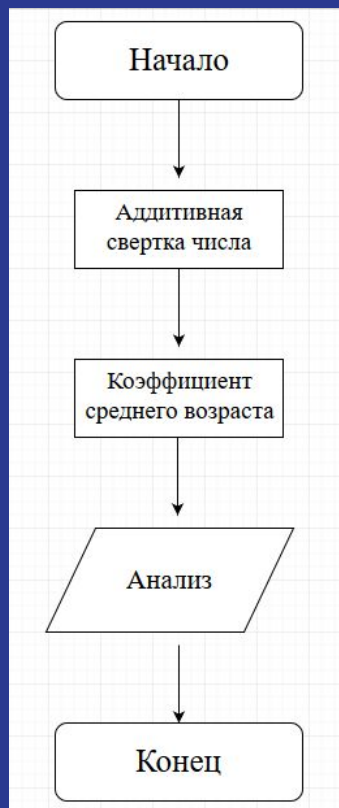 Начало
Аддитивная
свертка числа
Коэффициент
среднего возраста
Анализ
Конец